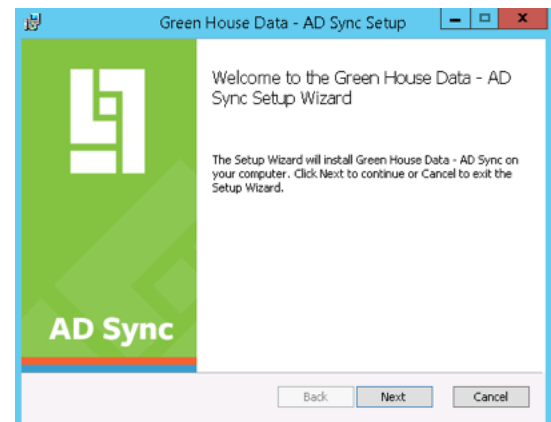 Green House Data - AD Sync Setup
Welcome to the Green House Data - AD
Sync Setup Wizard
The Setup Wizard will install Green House Data - AD Sync on
your computer. Click Next to continue or Cancel to exit the
Setup Wizard.
AD Sync
Back Next Cancel